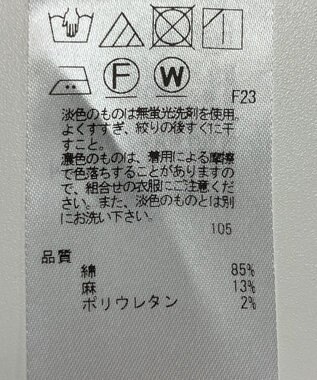 F W
F23
淡色のものは無蛍光洗剤を使用。
よくすすぎ、絞りの後すぐに干
すこと。
濃色のものは、着用による摩擦
で色落ちすることがありますの
で、組合せの衣服にご注意くだ
さい。また、淡色のものとは別
にお洗い下さい。
105
品質
綿 85%
麻 13%
ポリウレタン 2%